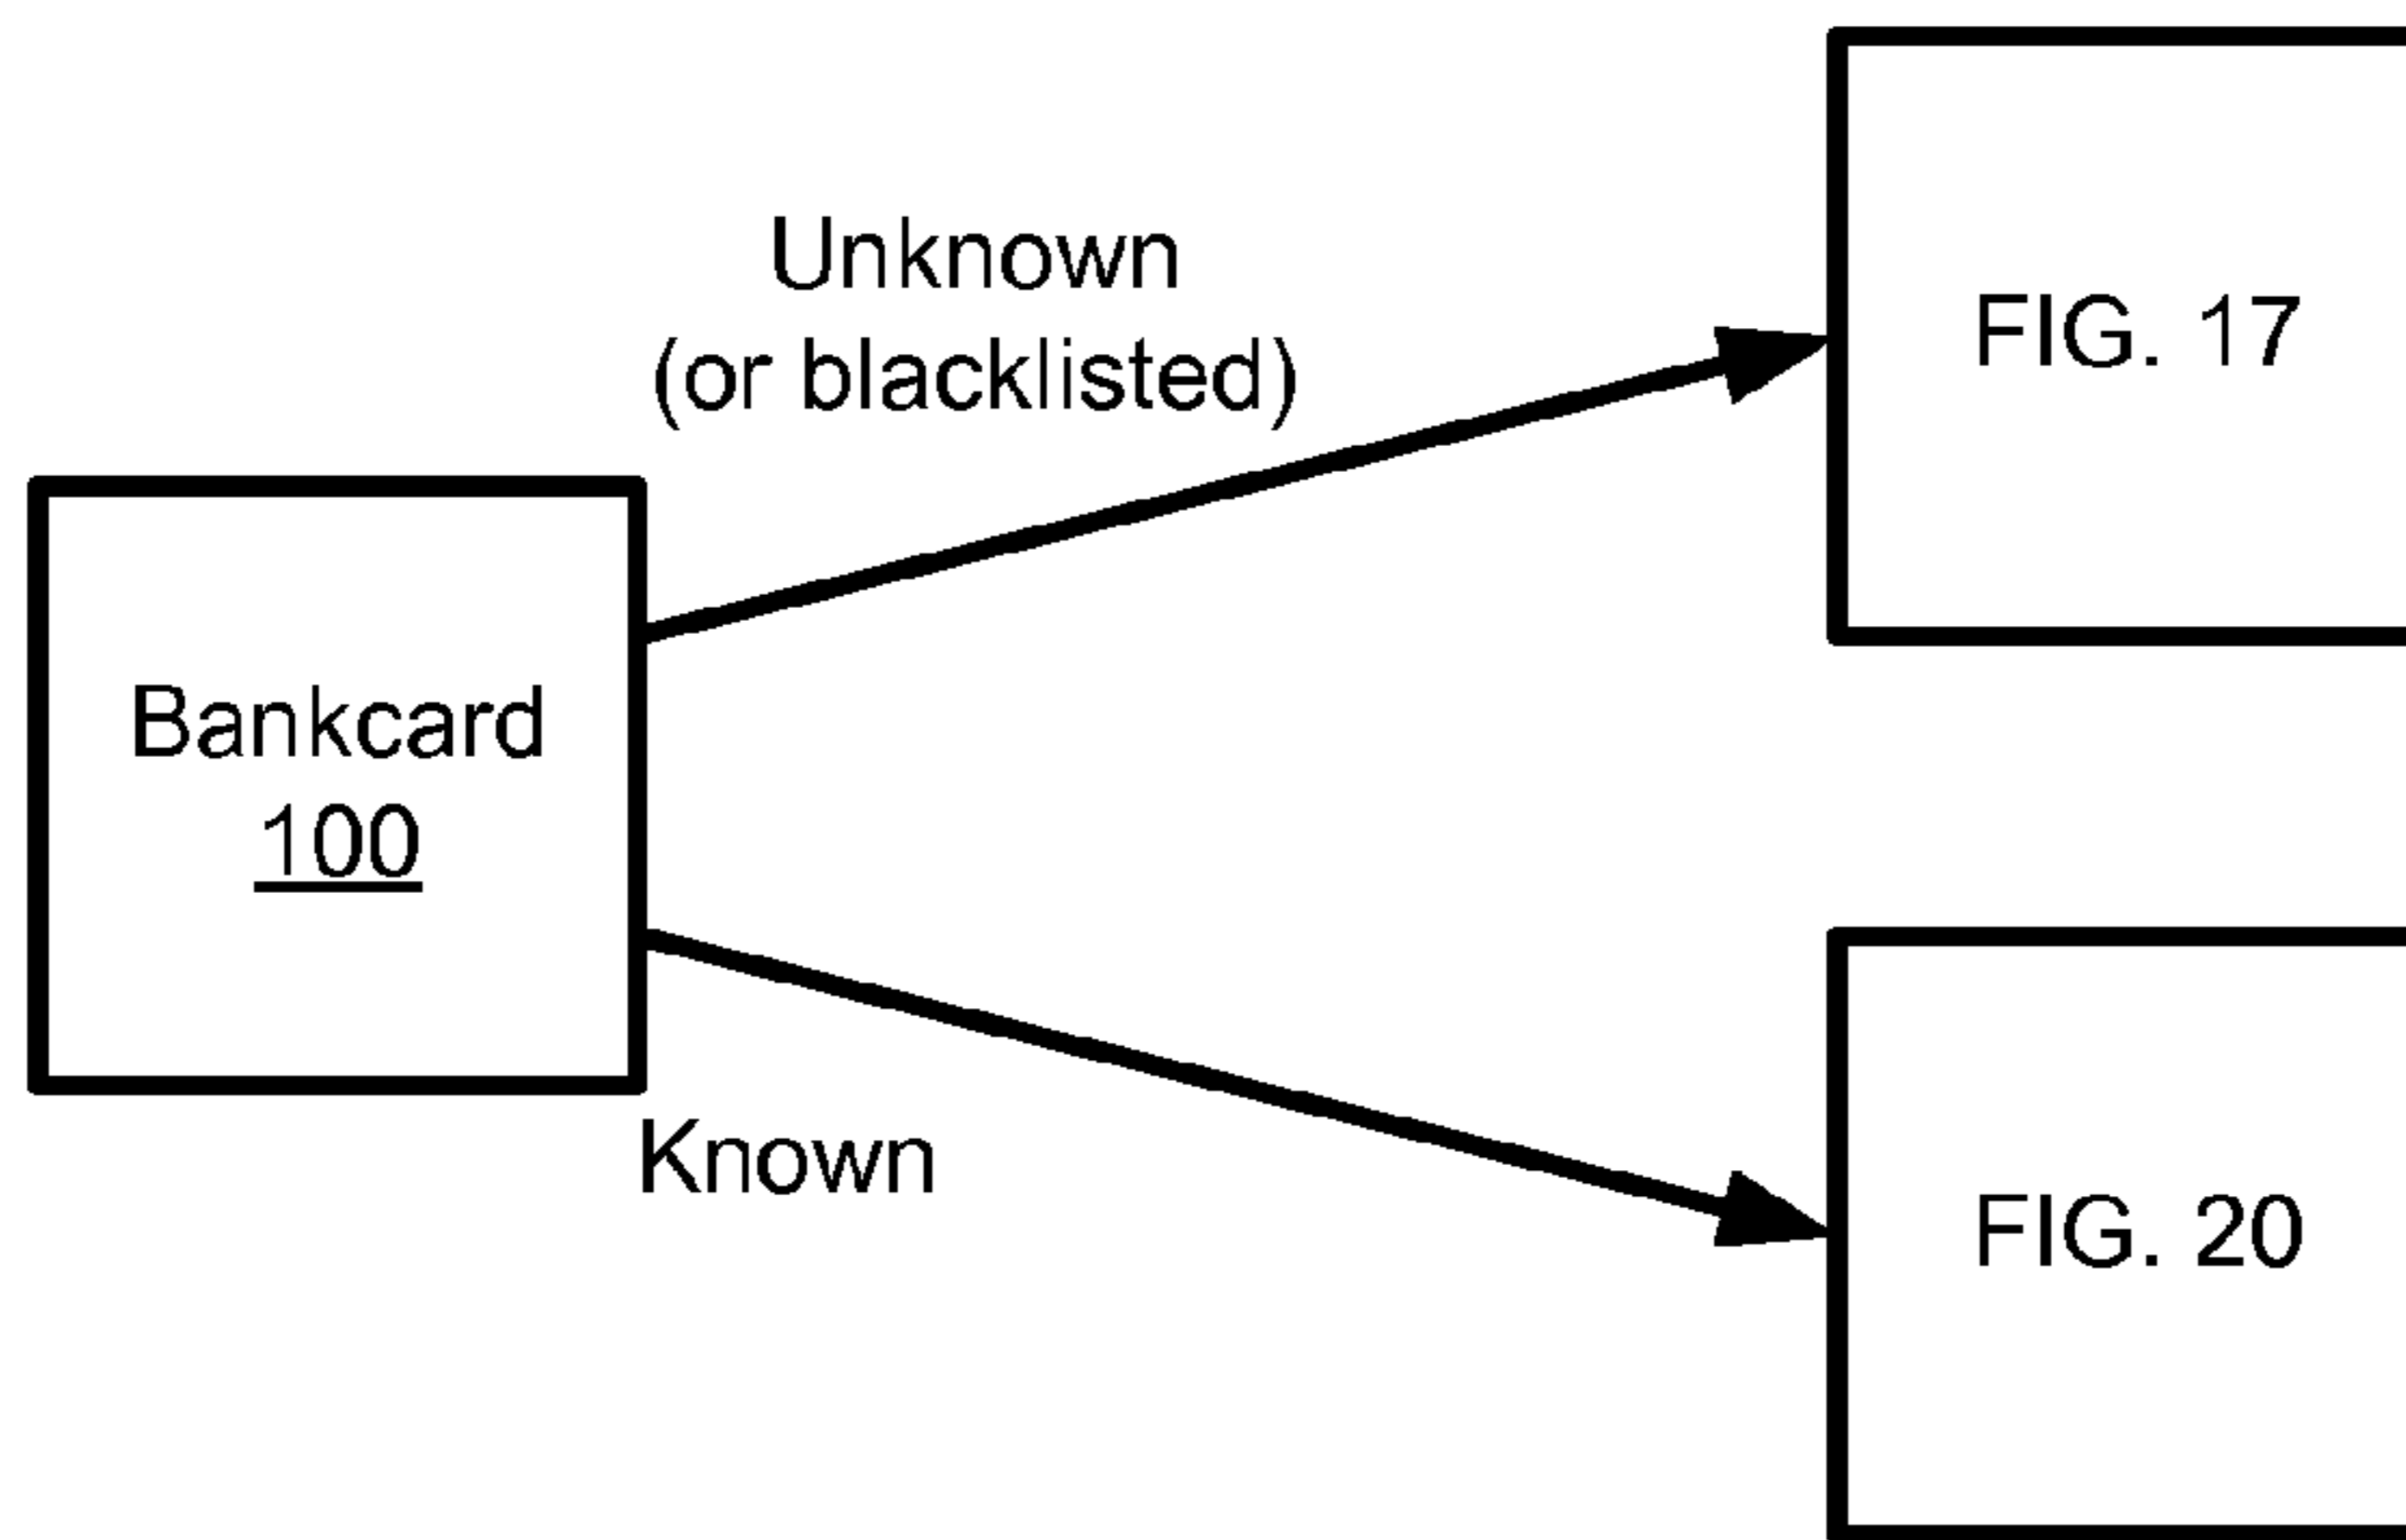 Unknown
(or blacklisted)
FIG. 17
Bankcard
100
Known
FIG. 20